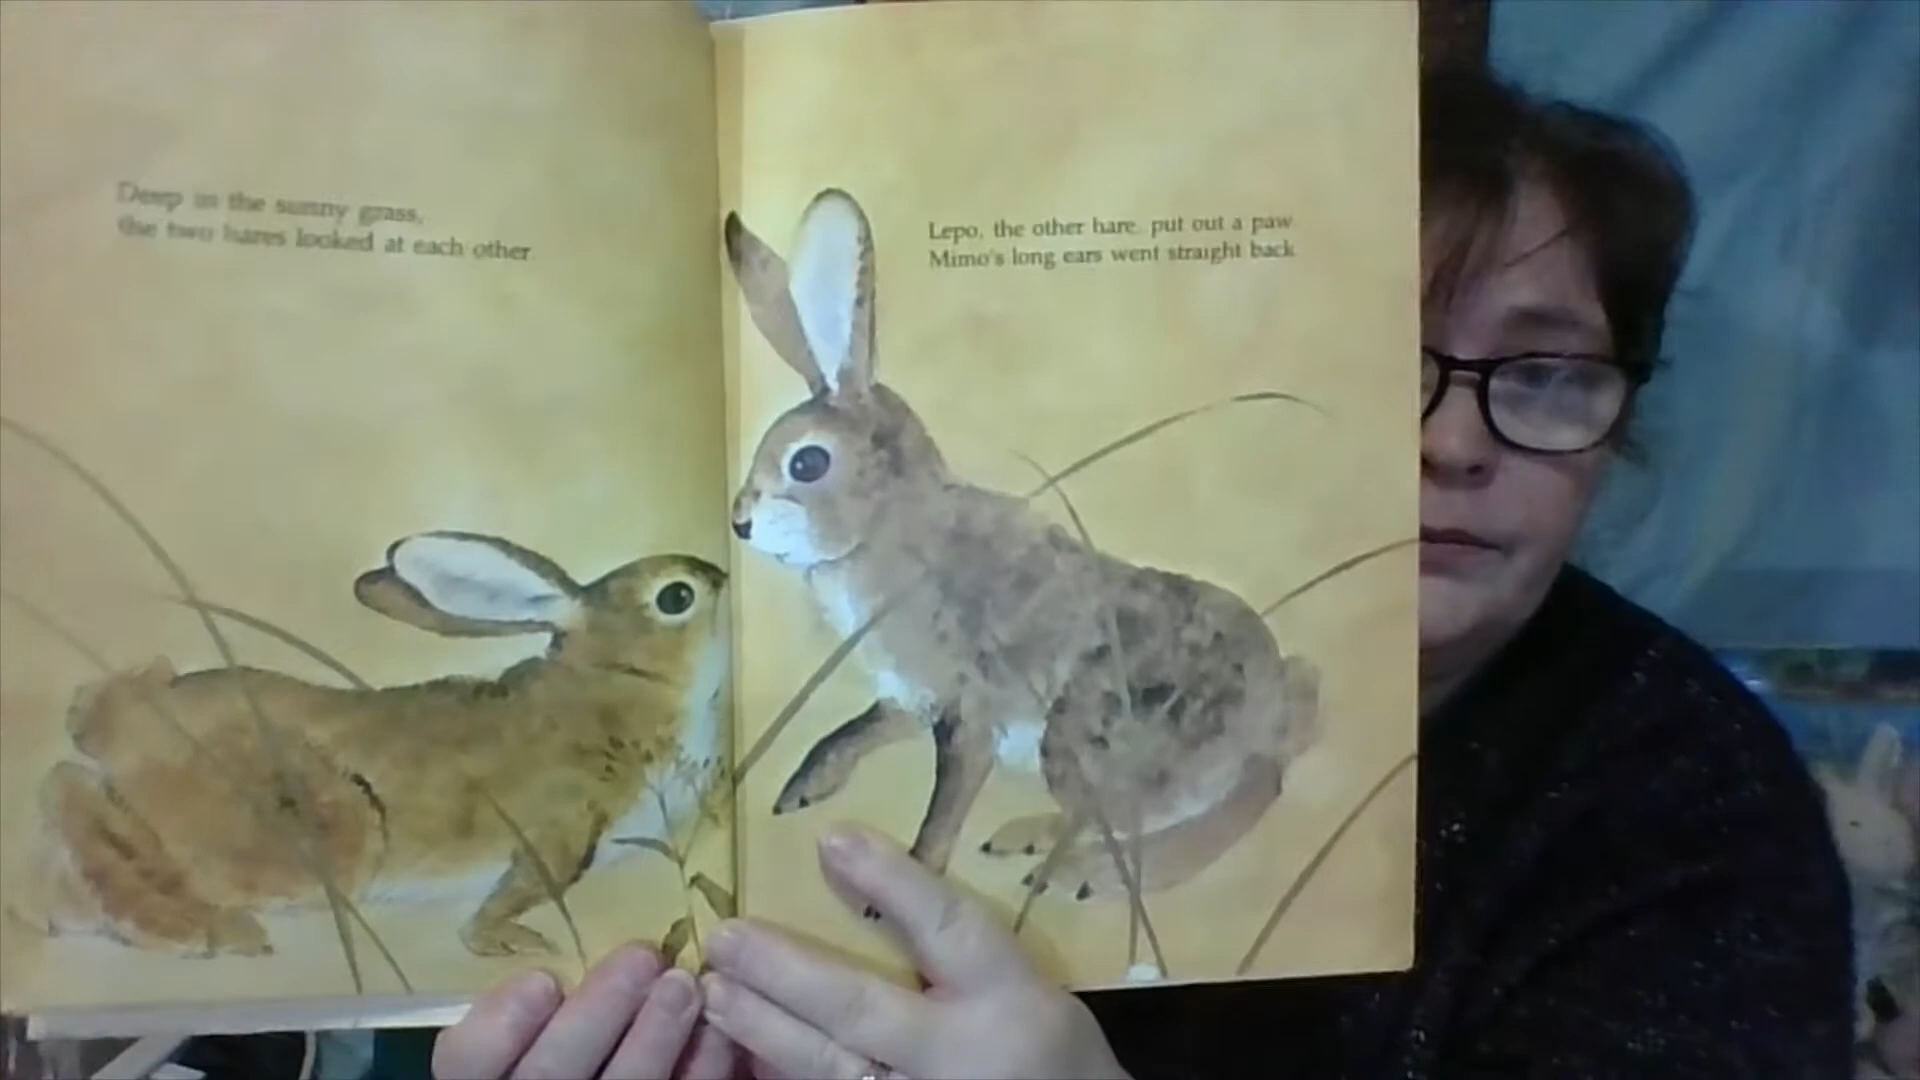 Deep in the sunny grass,
the two hares looked at each other
Lepo, the other hare, put out a paw
Mimo's long ears went straight back